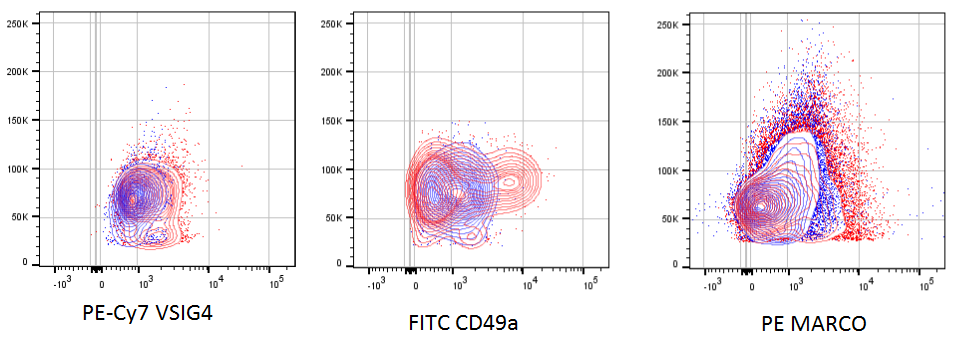 250K 250K 250K
200K 200K 200K
150K 150K 150K
100K 100K 100K
50K 50K 50K
0 0 0
-10³ 0 10³ 10⁴ 10⁵ -10³ 0 10³ 10⁴ 10⁵ -10³ 0 10³ 10⁴ 10⁵
PE-Cy7 VSIG4 FITC CD49a PE MARCO